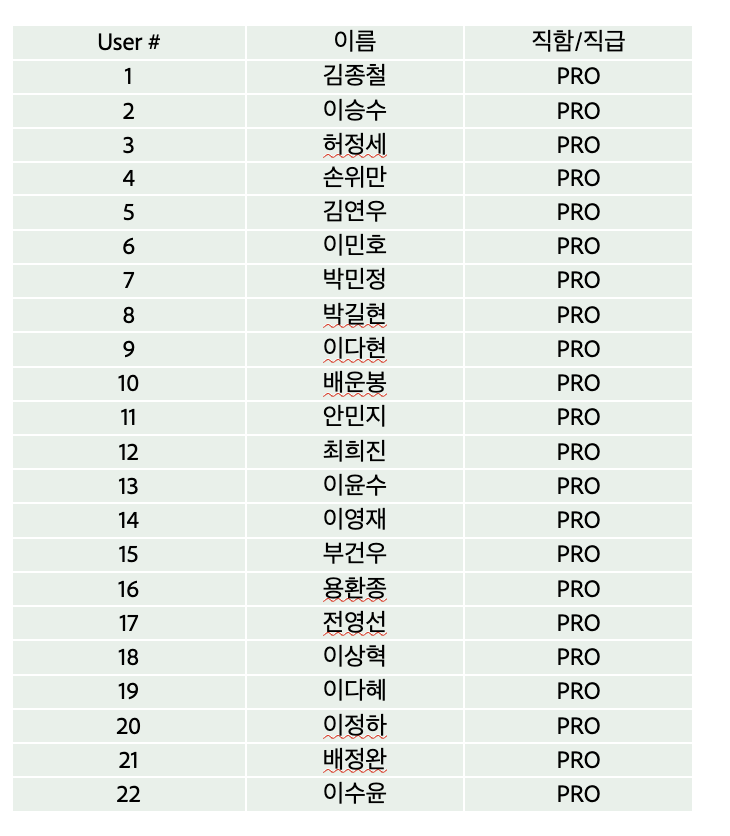 User # 이름 직함/직급
1 김종철 PRO
2 이승수 PRO
3 허정세 PRO
4 손위만 PRO
5 김연우 PRO
6 이민호 PRO
7 박민정 PRO
8 박길현 PRO
9 이다현 PRO
10 배운봉 PRO
11 안민지 PRO
12 최희진 PRO
13 이윤수 PRO
14 이영재 PRO
15 부건우 PRO
16 용환종 PRO
17 전영선 PRO
18 이상혁 PRO
19 이다혜 PRO
20 이정하 PRO
21 배정완 PRO
22 이수윤 PRO